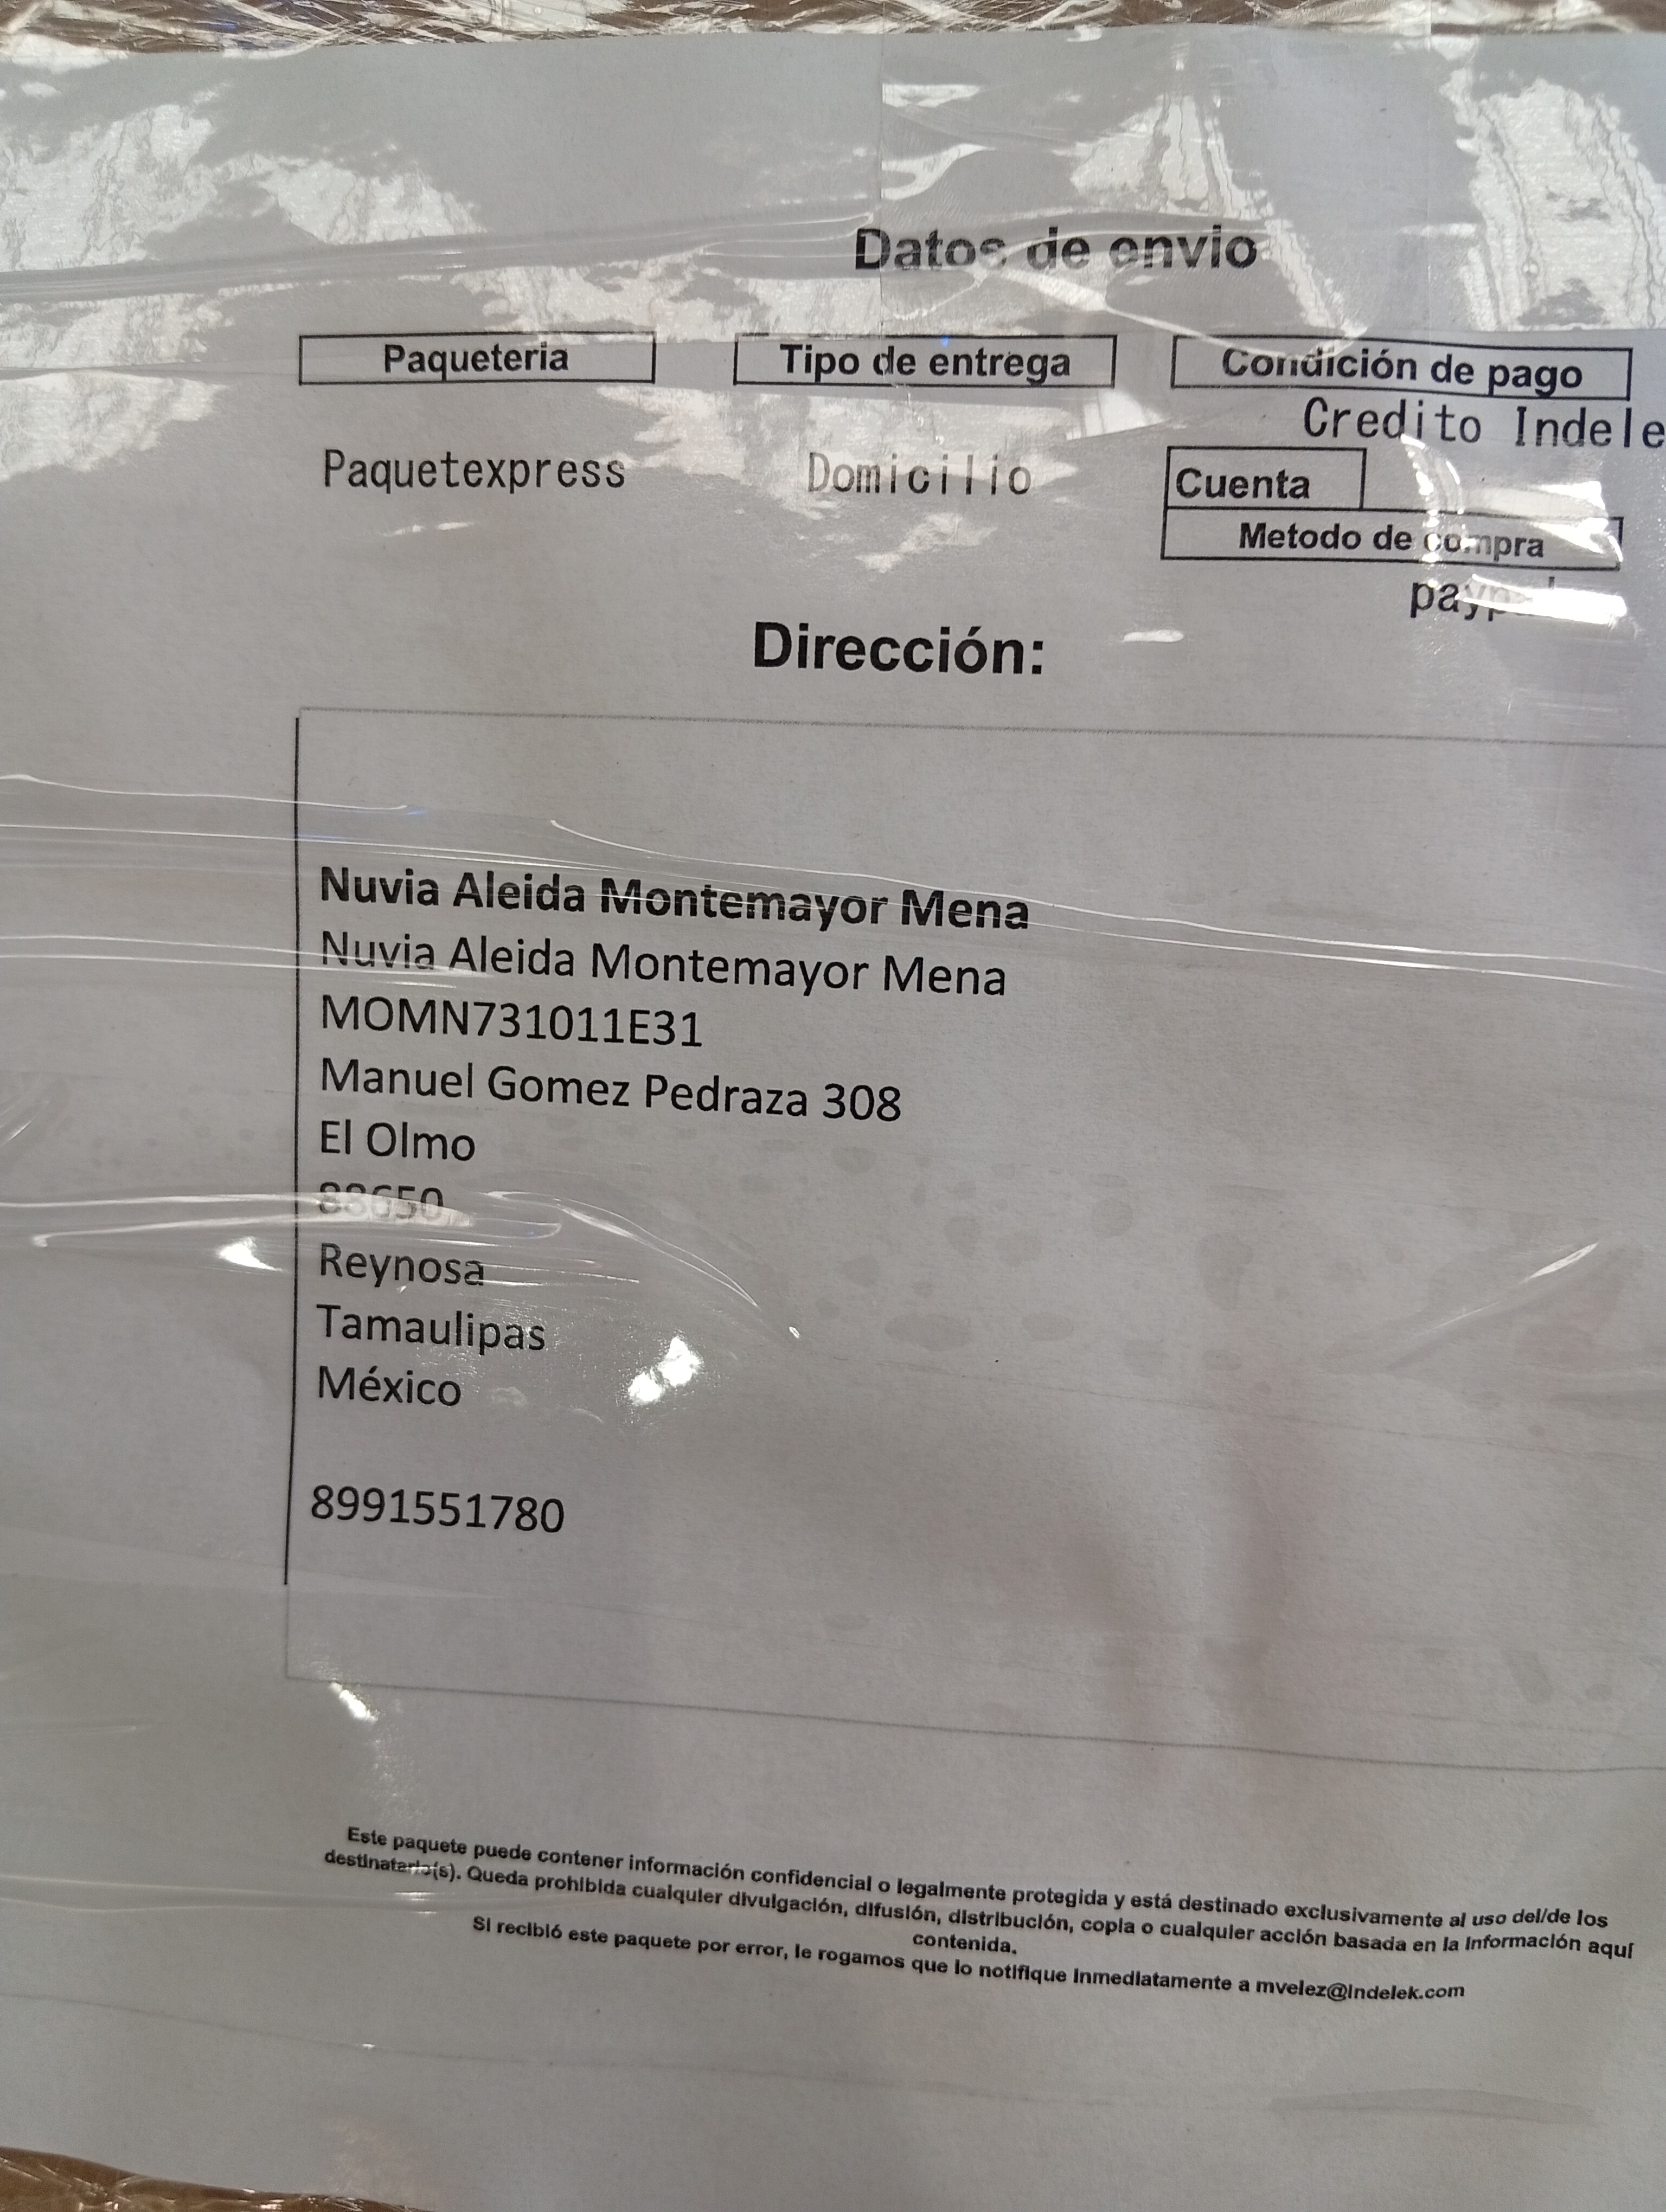 Datos de envio
Paqueteria
Tipo de entrega
Condición de pago
Paquetexpress
Domicilio
Credito Indele
Cuenta
Metodo de compra
Dirección:
Nuvia Aleida Montemayor Mena
Nuvia Aleida Montemayor Mena
MOMN731011E31
Manuel Gomez Pedraza 308
El Olmo
88650
Reynosa
Tamaulipas
México
8991551780
Este paquete puede contener información confidencial o legalmente protegida y está destinado exclusivamente al uso del/de los
destinatario(s). Queda prohibida cualquier divulgación, difusión, distribución, copia o cualquier acción basada en la información aquí
contenida.
Si recibió este paquete por error, le rogamos que lo notifique inmediatamente a mvelez@indelek.com